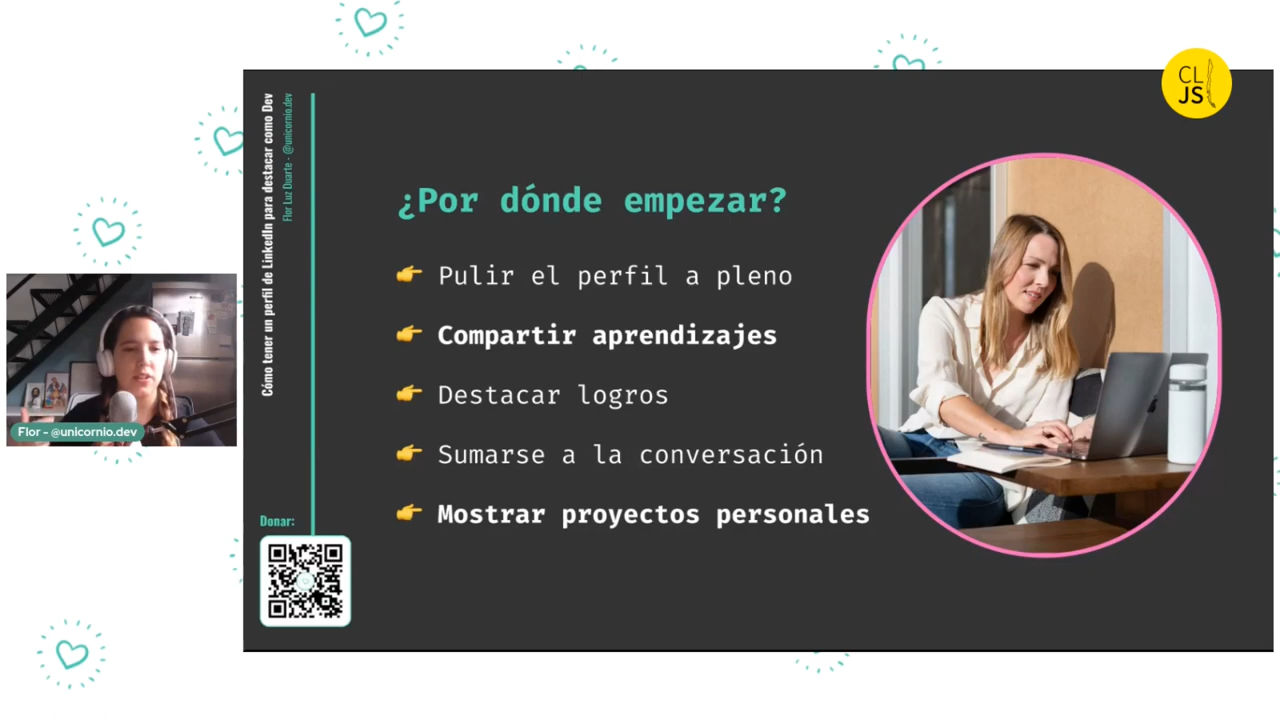 CL
JS
Cómo tener un perfil de LinkedIn para destacar como Dev
Flor Luz Duarte - @unicornio.dev
¿Por dónde empezar?
👉 Pulir el perfil a pleno
👉 Compartir aprendizajes
👉 Destacar logros
👉 Sumarse a la conversación
👉 Mostrar proyectos personales
Flor - @unicornio.dev
Donar: